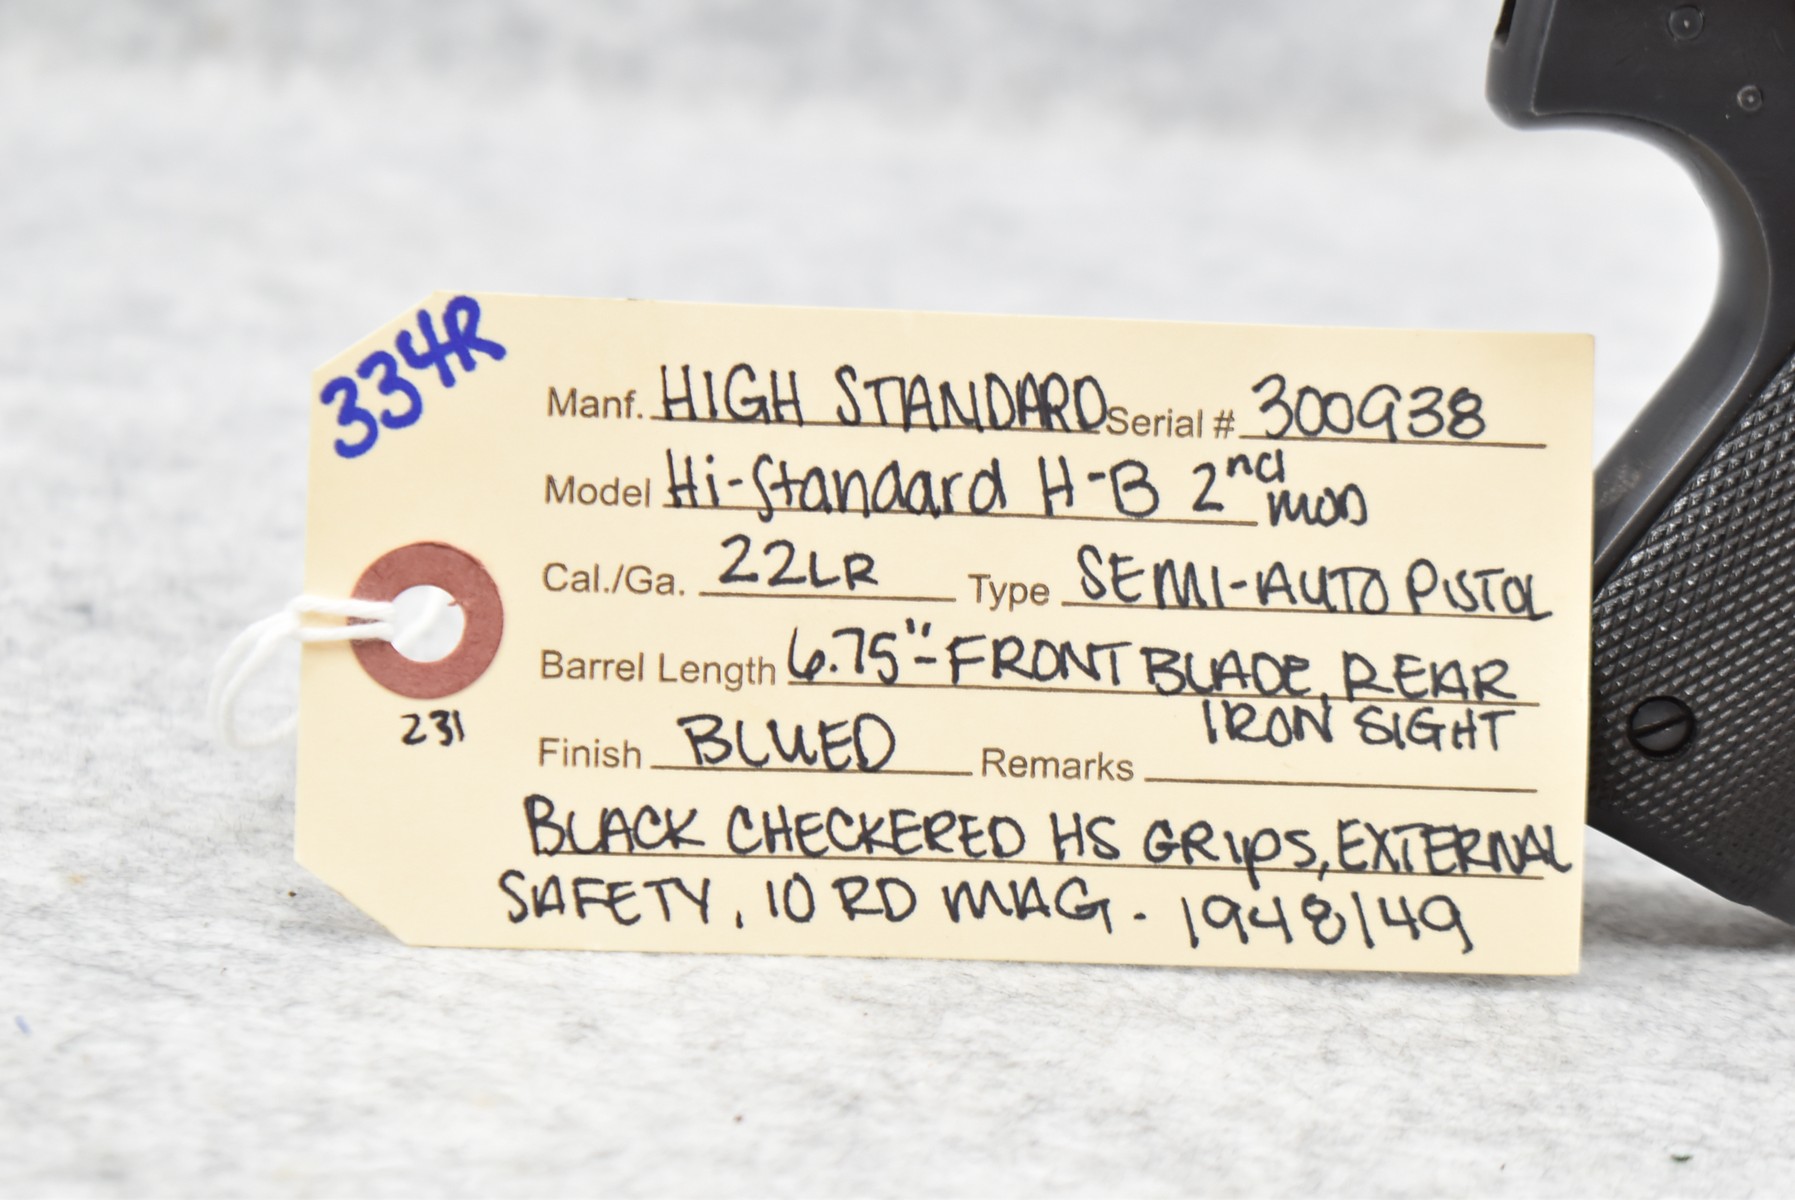 334R
Manf. HIGH STANDARD Serial # 300938
Model Hi-Standard H-B 2nd MOD
Cal./Ga. 22LR Type SEMI-AUTO PISTOL
Barrel Length 6.75"-FRONT BLADE, REAR
IRON SIGHT
231
Finish BLUED Remarks
BLACK CHECKERED HS GRIPS, EXTERNAL
SAFETY, 10 RD MAG. 1948/49